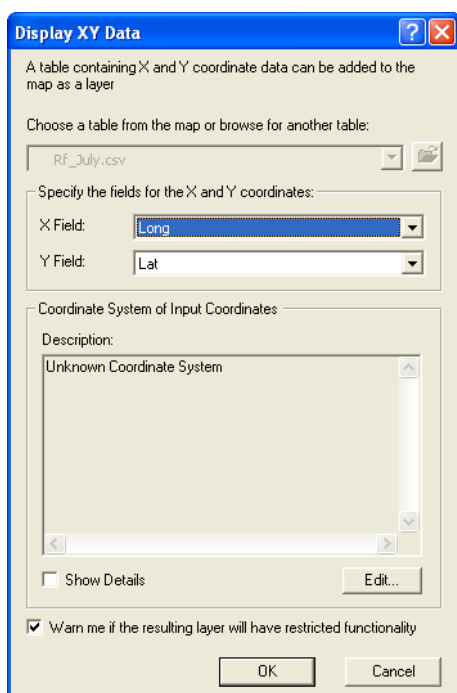 Display XY Data
A table containing X and Y coordinate data can be added to the
map as a layer
Choose a table from the map or browse for another table:
Rf_July.csv
Specify the fields for the X and Y coordinates:
X Field: Long
Y Field: Lat
Coordinate System of Input Coordinates
Description:
Unknown Coordinate System
Show Details Edit...
Warn me if the resulting layer will have restricted functionality
OK Cancel